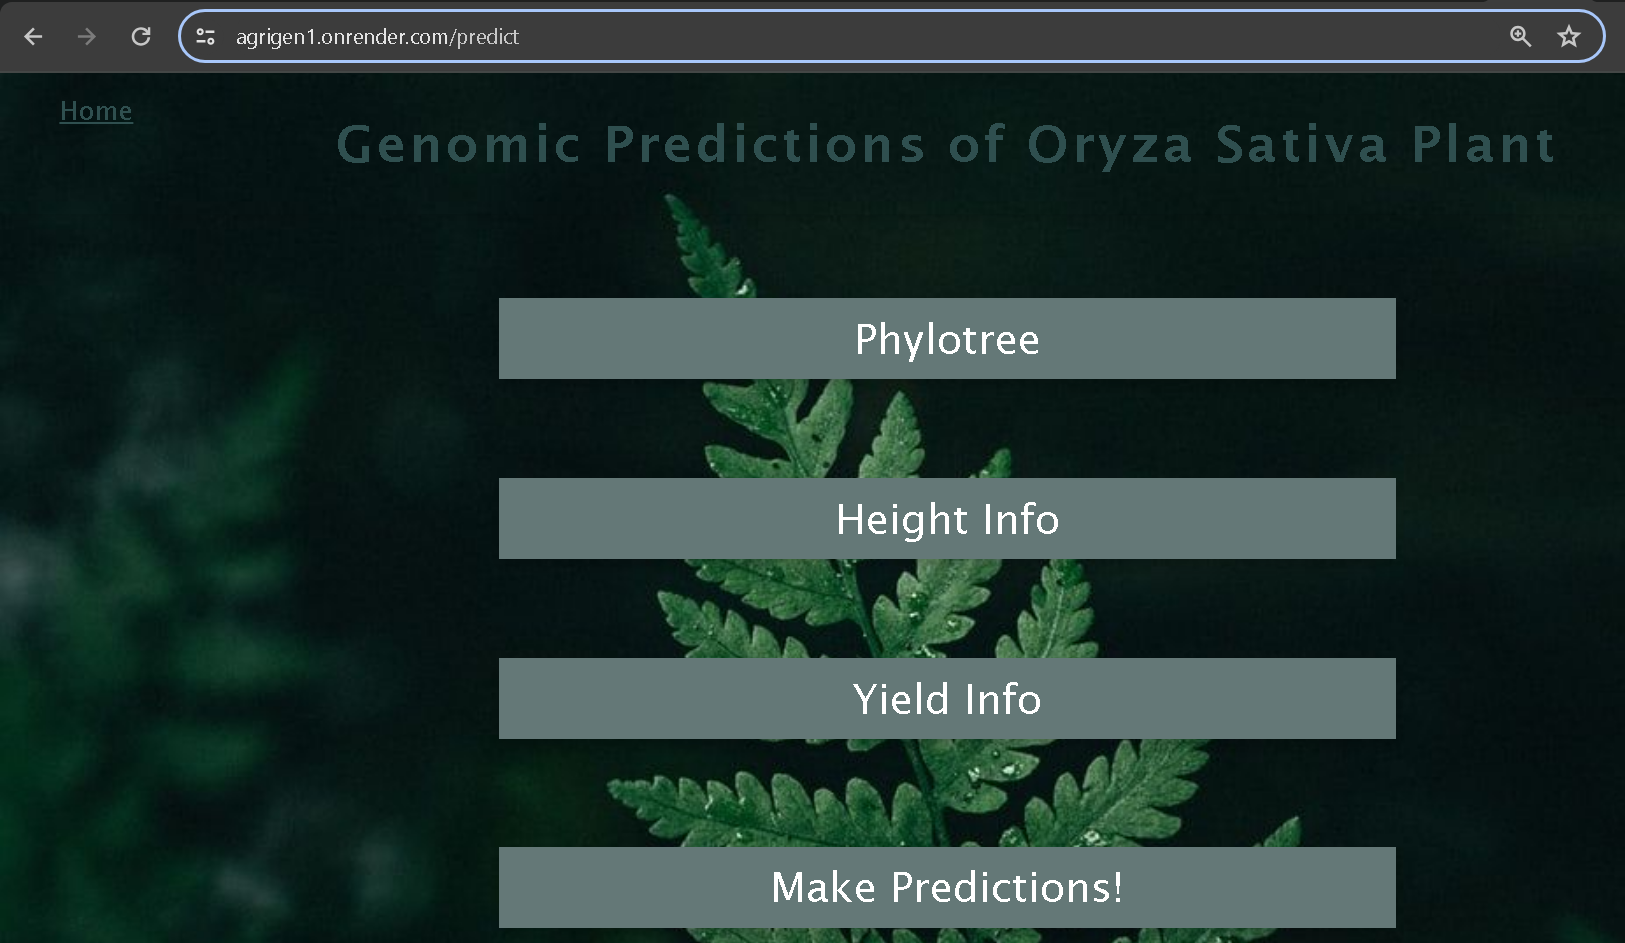 agrigen1.onrender.com/predict
Home
Genomic Predictions of Oryza Sativa Plant
Phylotree
Height Info
Yield Info
Make Predictions!